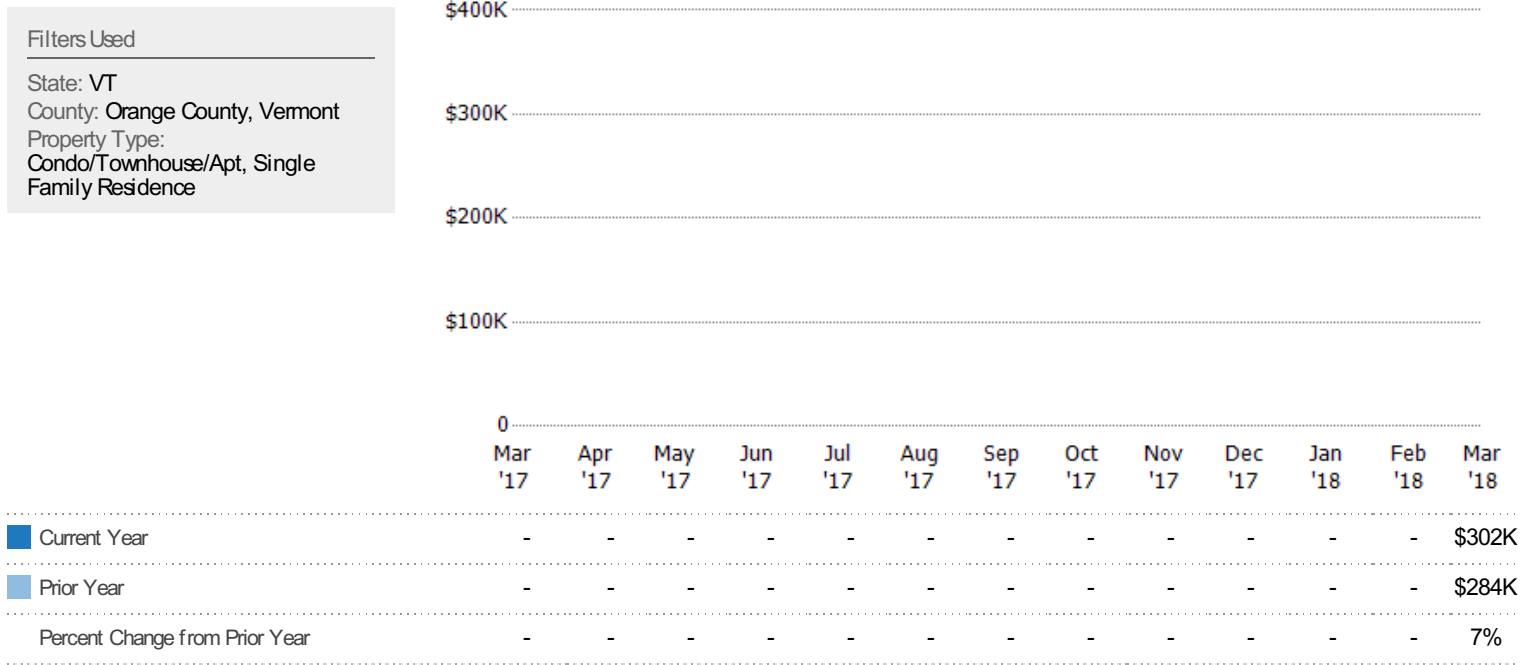 Filters Used
State: VT
County: Orange County, Vermont
Property Type:
Condo/Townhouse/Apt, Single
Family Residence
$400K
$300K
$200K
$100K
0
Mar Apr May Jun Jul Aug Sep Oct Nov Dec Jan Feb Mar
'17 '17 '17 '17 '17 '17 '17 '17 '17 '17 '18 '18 '18
Current Year - - - - - - - - - - - - $302K
Prior Year - - - - - - - - - - - - $284K
Percent Change from Prior Year - - - - - - - - - - - - 7%